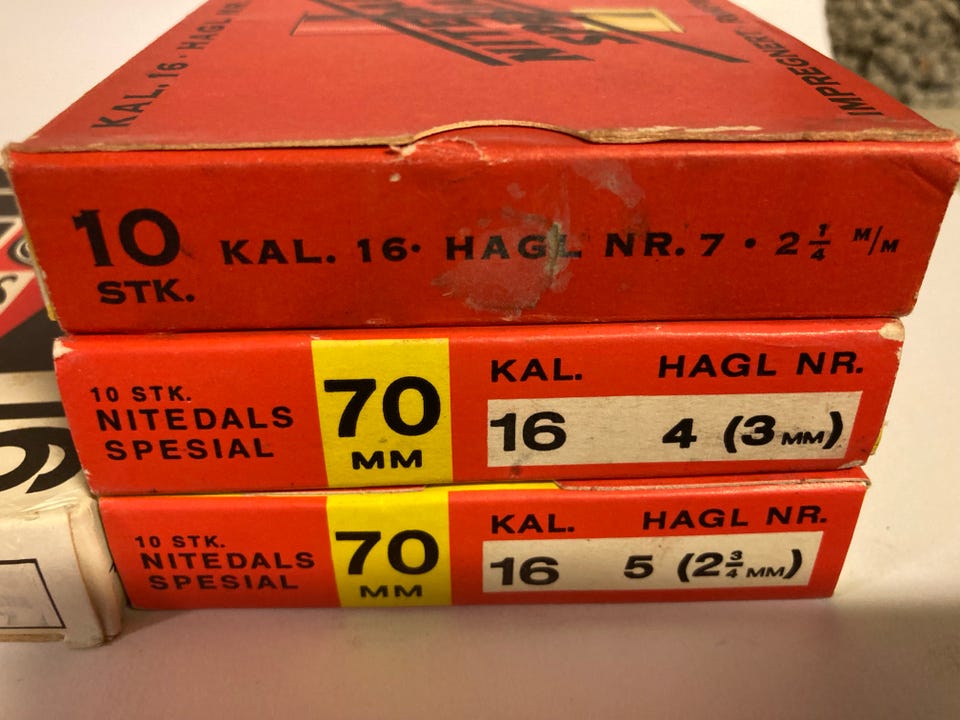 KAL. 16 · HAGL NR.
NITEDALS
SPESIAL
IMPREGNERT
10
STK.
KAL. 16· HAGL NR. 7 • 2 1/4 M/M
10 STK.
NITEDALS
SPESIAL
70
MM
KAL. HAGL NR.
16 4 (3 MM)
10 STK.
NITEDALS
SPESIAL
70
MM
KAL. HAGL NR.
16 5 (2 3/4 MM)